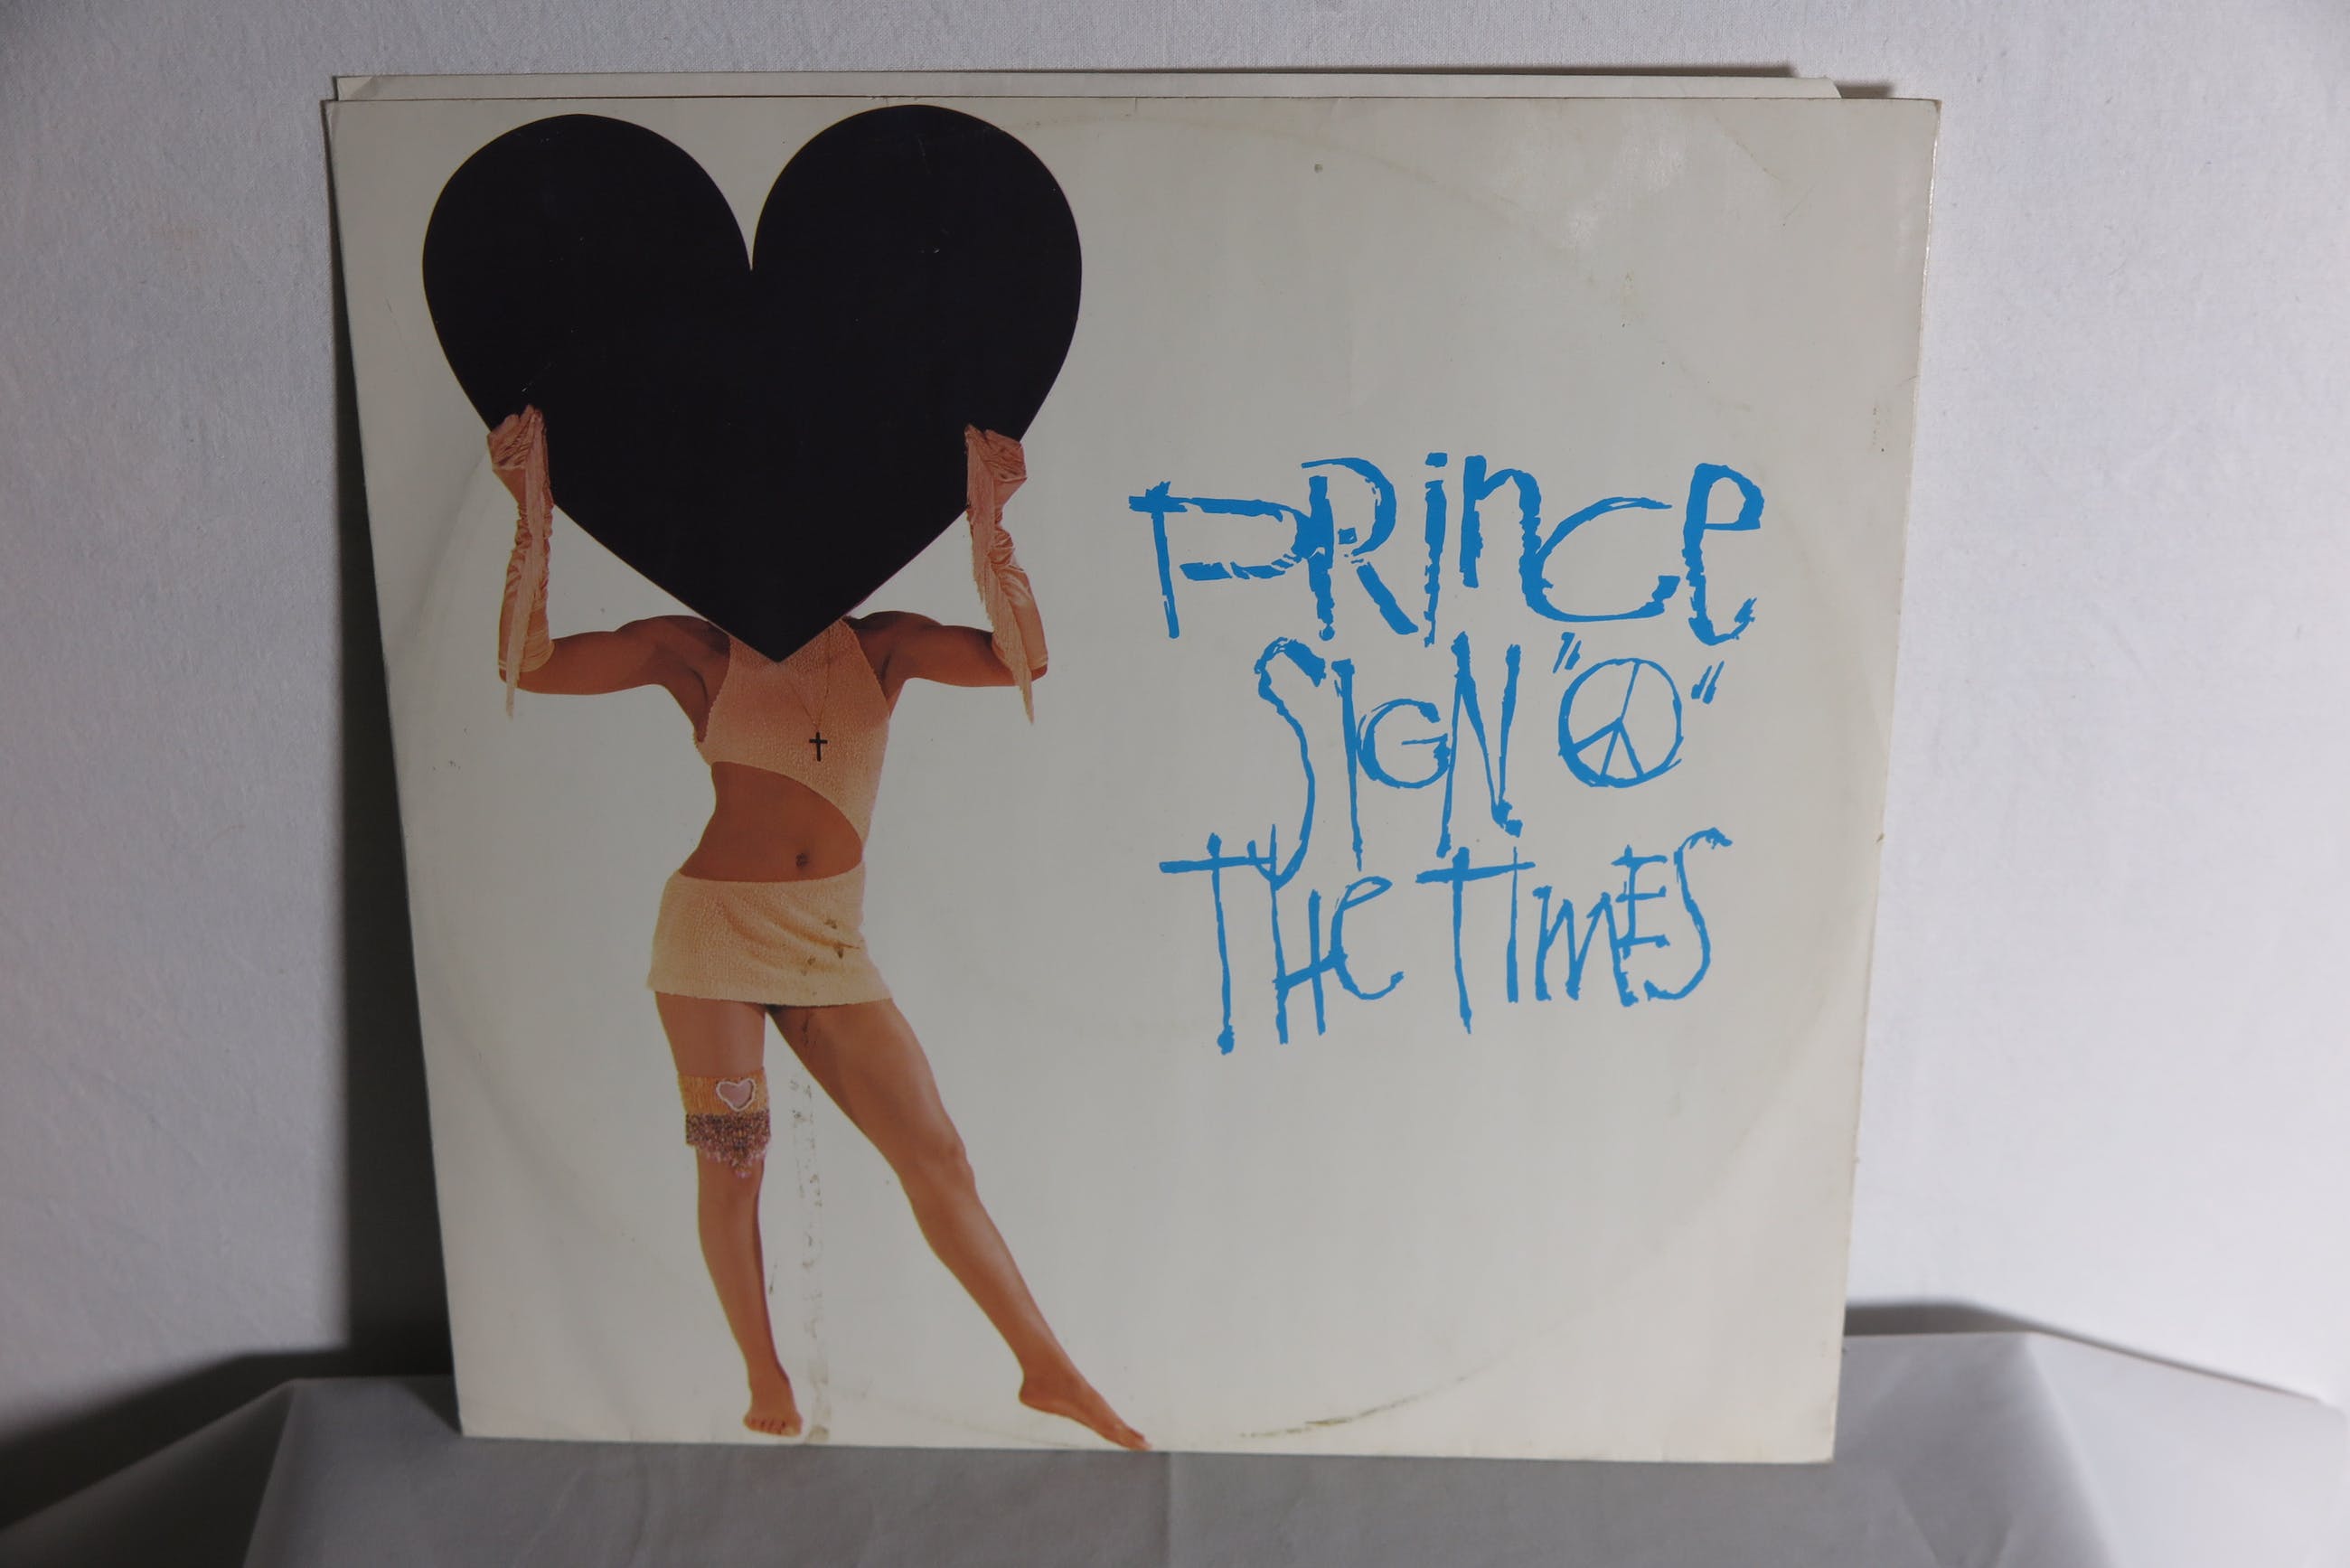 PRince
SIGN "☮"
THe TIMES